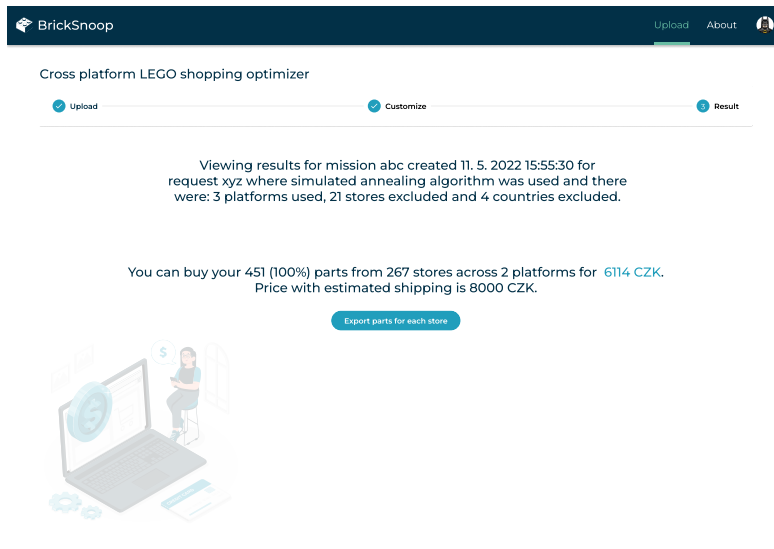 BrickSnoop
Upload
About
Cross platform LEGO shopping optimizer
Upload
Customize
3 Result
Viewing results for mission abc created 11. 5. 2022 15:55:30 for
request xyz where simulated annealing algorithm was used and there
were: 3 platforms used, 21 stores excluded and 4 countries excluded.
You can buy your 451 (100%) parts from 267 stores across 2 platforms for 6114 CZK.
Price with estimated shipping is 8000 CZK.
Export parts for each store
$
$